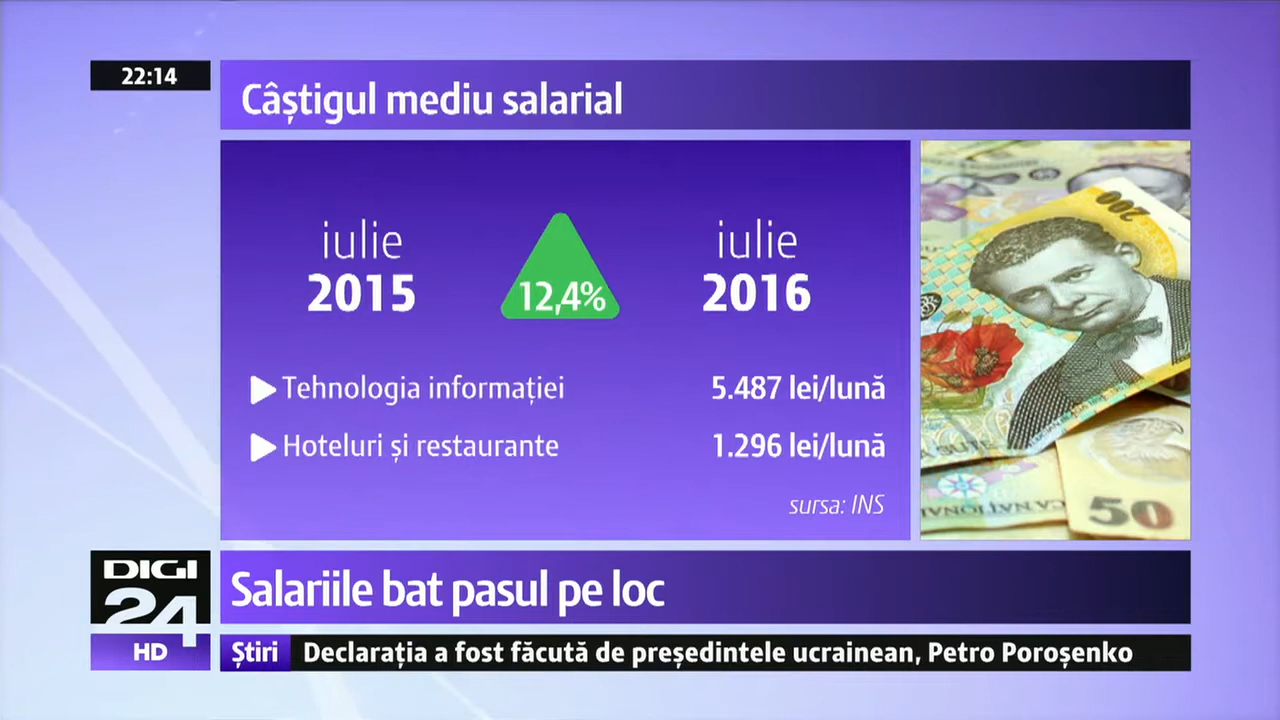 22:14
Câștigul mediu salarial
iulie
2015
12,4%
iulie
2016
Tehnologia informației
5.487 lei/lună
Hoteluri și restaurante
1.296 lei/lună
sursa: INS
200
50
DIGI
24
HD
Salariile bat pasul pe loc
Știri
Declarația a fost făcută de președintele ucrainean, Petro Poroșenko